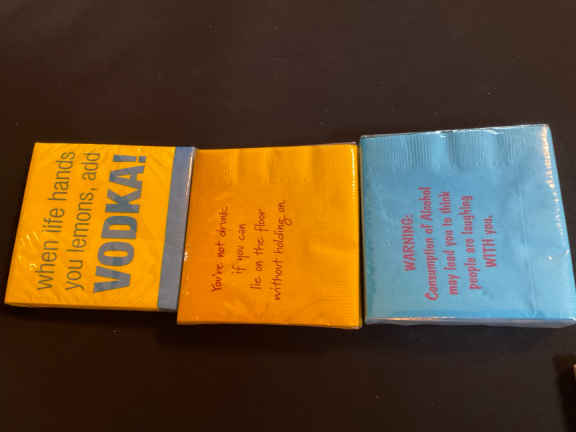 when life hands
you lemons, add
VODKA!
You're not drunk
if you can
lie on the floor
without holding on.
WARNING:
Consumption of Alcohol
may lead you to think
people are laughing
WITH you.